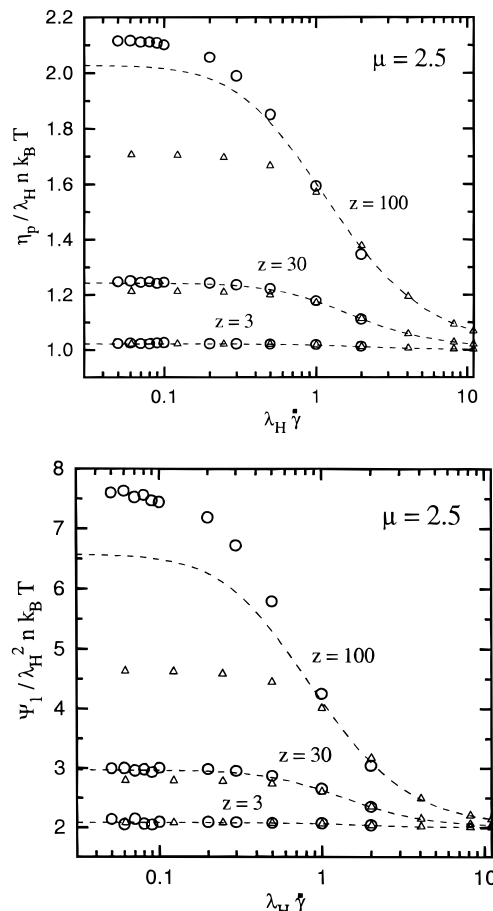 2.2
μ = 2.5
2.0
1.8
η_p / λ_H n k_B T
1.6
z = 100
1.4
z = 30
1.2
z = 3
1.0
0.1 1 10
λ_H γ̇
8
μ = 2.5
7
6
Ψ_1 / λ_H^2 n k_B T
5
z = 100
4
z = 30
3
z = 3
2
0.1 1 10
λ_H γ̇